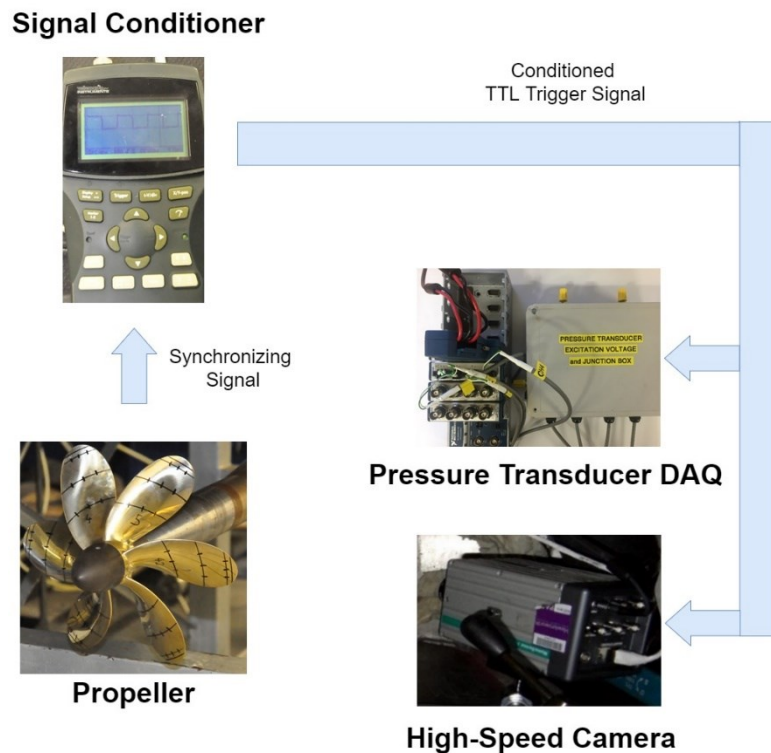 Signal Conditioner
Conditioned
TTL Trigger Signal
Trigger
?
Synchronizing
Signal
PRESSURE TRANSDUCER
EXCITATION VOLTAGE
and JUNCTION BOX
Pressure Transducer DAQ
Propeller
High-Speed Camera